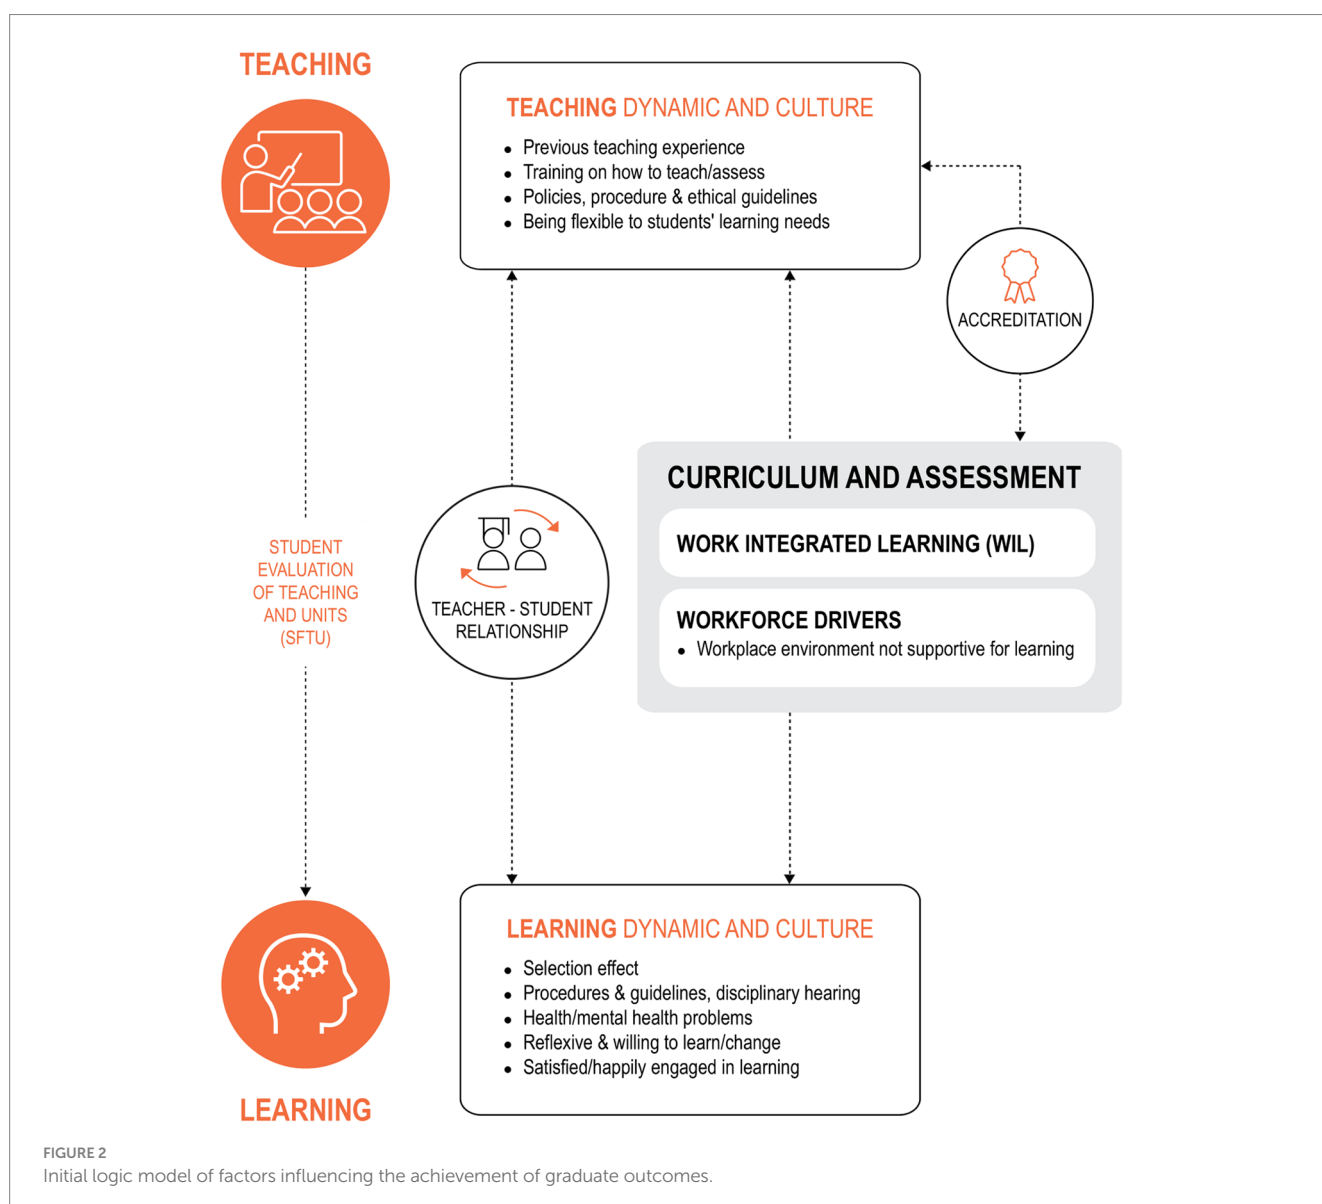 TEACHING
TEACHING DYNAMIC AND CULTURE
• Previous teaching experience
• Training on how to teach/assess
• Policies, procedure & ethical guidelines
• Being flexible to students' learning needs
ACCREDITATION
CURRICULUM AND ASSESSMENT
WORK INTEGRATED LEARNING (WIL)
WORKFORCE DRIVERS
• Workplace environment not supportive for learning
STUDENT
EVALUATION
OF TEACHING
AND UNITS
(SFTU)
TEACHER - STUDENT
RELATIONSHIP
LEARNING DYNAMIC AND CULTURE
• Selection effect
• Procedures & guidelines, disciplinary hearing
• Health/mental health problems
• Reflexive & willing to learn/change
• Satisfied/happily engaged in learning
LEARNING
FIGURE 2
Initial logic model of factors influencing the achievement of graduate outcomes.